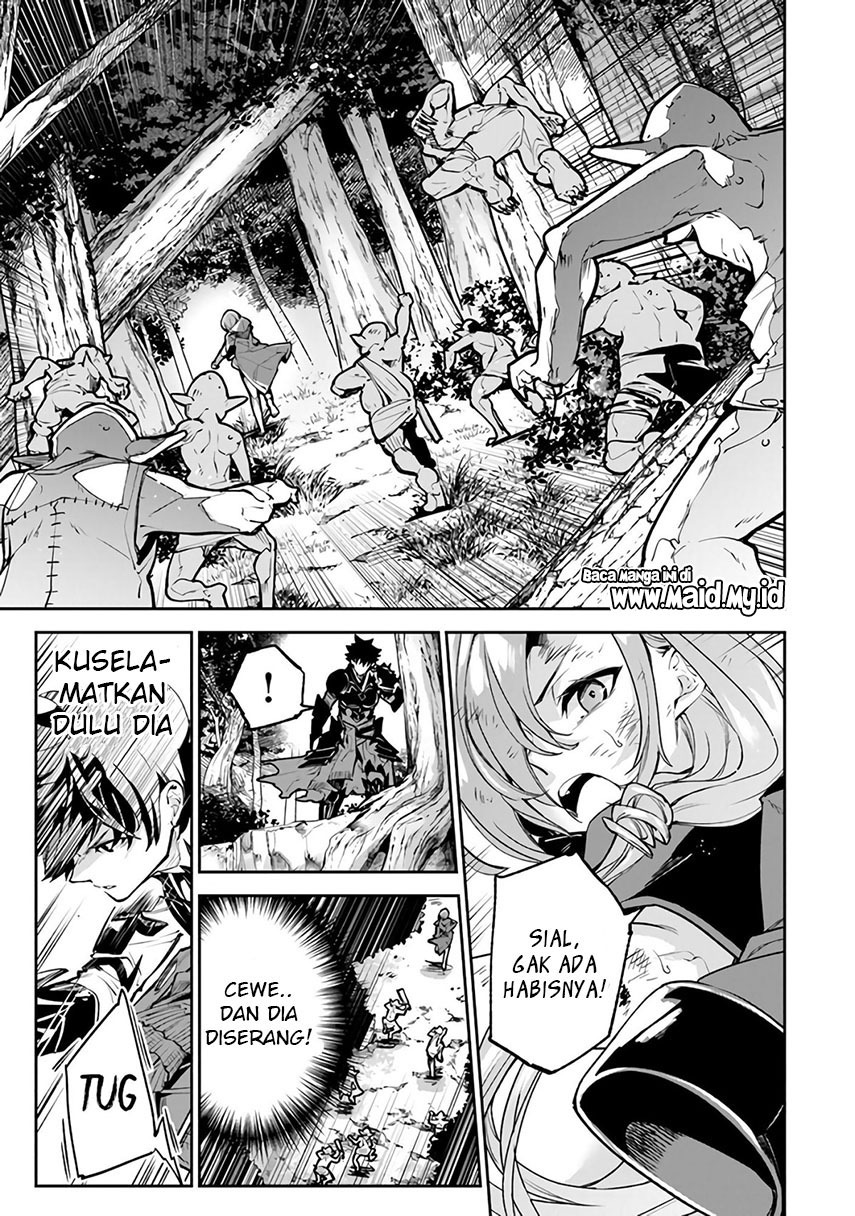 Baca Manga ini di
www.Maid.My.id
SIAL,
GAK ADA
HABISNYA!
!
CEWE..
DAN DIA
DISERANG!
KUSELA-
MATKAN
DULU DIA
TUG